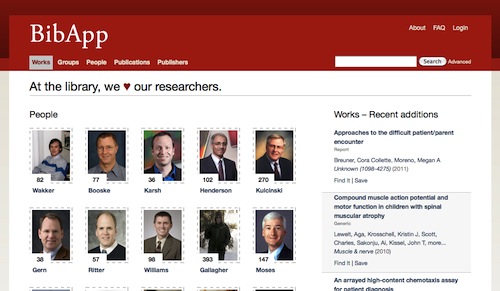 BibApp
About FAQ Login
Works Groups People Publications Publishers
Search Advanced
At the library, we ♥ our researchers.
People
82 77 36 102 270
Wakker Booske Karsh Henderson Kulcinski
38 57 98 393 147
Gern Ritter Williams Gallagher Moses
Works – Recent additions
Approaches to the difficult patient/parent
encounter
Report
Breuner, Cora Collette, Moreno, Megan A
Unknown (1098-4275) (2011)
Find It | Save
Compound muscle action potential and
motor function in children with spinal
muscular atrophy
Generic
Lewelt, Aga, Krosschell, Kristin J, Scott,
Charles, Sakonju, Ai, Kissel, John T, more...
Muscle & nerve (2010)
Find It | Save
An arrayed high-content chemotaxis assay
for patient diagnosis